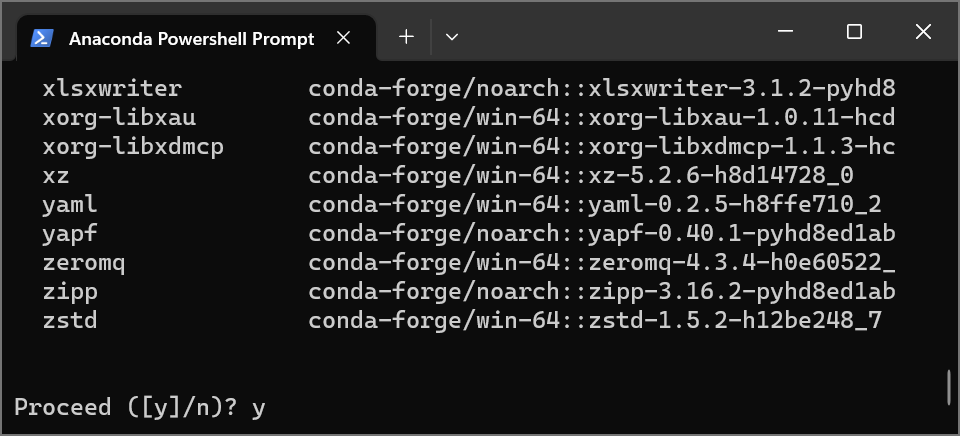 Anaconda Powershell Prompt
xlsxwriter conda-forge/noarch::xlsxwriter-3.1.2-pyhd8
xorg-libxau conda-forge/win-64::xorg-libxau-1.0.11-hcd
xorg-libxdmcp conda-forge/win-64::xorg-libxdmcp-1.1.3-hc
xz conda-forge/win-64::xz-5.2.6-h8d14728_0
yaml conda-forge/win-64::yaml-0.2.5-h8ffe710_2
yapf conda-forge/noarch::yapf-0.40.1-pyhd8ed1ab
zeromq conda-forge/win-64::zeromq-4.3.4-h0e60522_
zipp conda-forge/noarch::zipp-3.16.2-pyhd8ed1ab
zstd conda-forge/win-64::zstd-1.5.2-h12be248_7
Proceed ([y]/n)? y